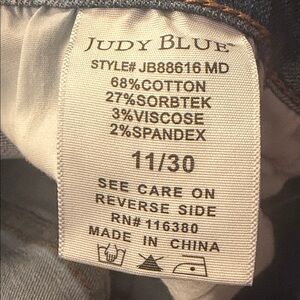 JUDY BLUE™
STYLE# JB88616 MD
68%COTTON
27%SORBTEK
3%VISCOSE
2%SPANDEX
11/30
SEE CARE ON
REVERSE SIDE
RN# 116380
MADE IN CHINA